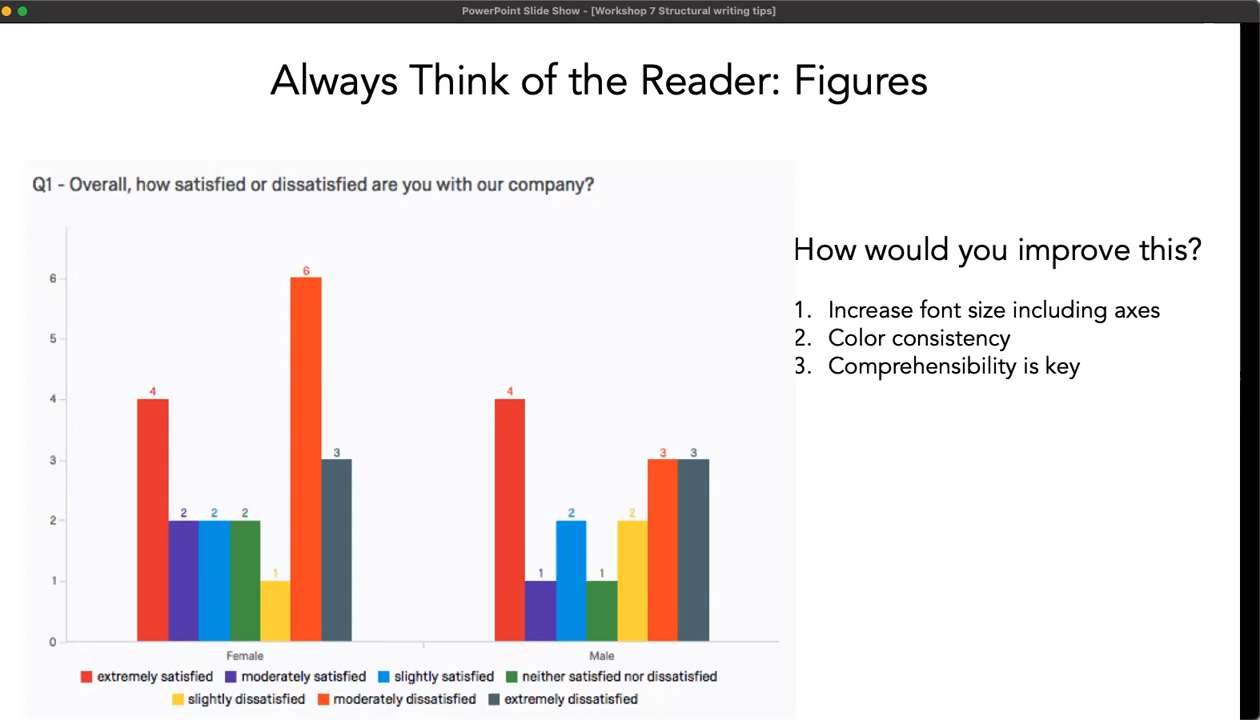 PowerPoint Slide Show - [Workshop 7 Structural writing tips]
Always Think of the Reader: Figures
Q1 - Overall, how satisfied or dissatisfied are you with our company?
How would you improve this?
1. Increase font size including axes
2. Color consistency
3. Comprehensibility is key
6
5
4
3
2
1
0
4
2
2
2
1
6
3
4
1
2
1
2
3
3
Female
Male
extremely satisfied moderately satisfied slightly satisfied neither satisfied nor dissatisfied
slightly dissatisfied moderately dissatisfied extremely dissatisfied